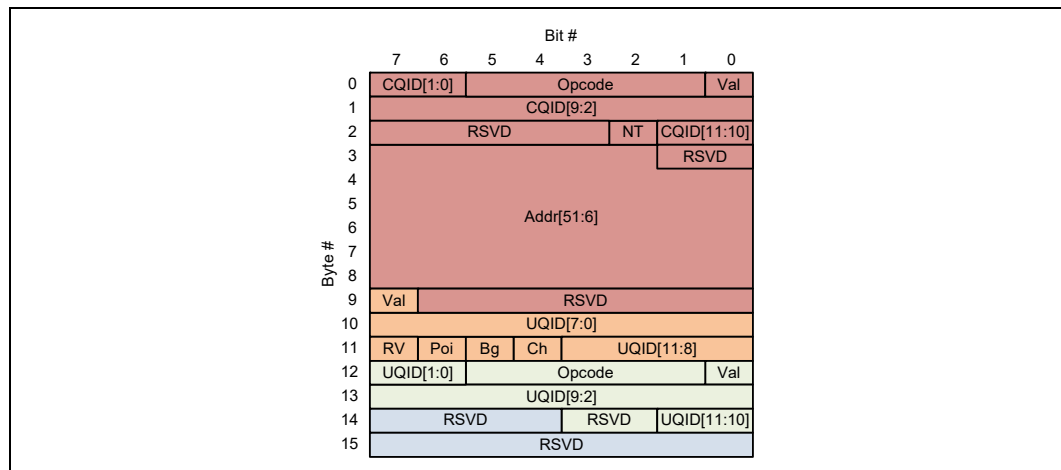 Bit #
7 6 5 4 3 2 1 0
Byte #
0 CQID[1:0] Opcode Val
1 CQID[9:2]
2 RSVD NT CQID[11:10]
3 RSVD
4
5 Addr[51:6]
6
7
8
9 Val RSVD
10 UQID[7:0]
11 RV Poi Bg Ch UQID[11:8]
12 UQID[1:0] Opcode Val
13 UQID[9:2]
14 RSVD RSVD UQID[11:10]
15 RSVD